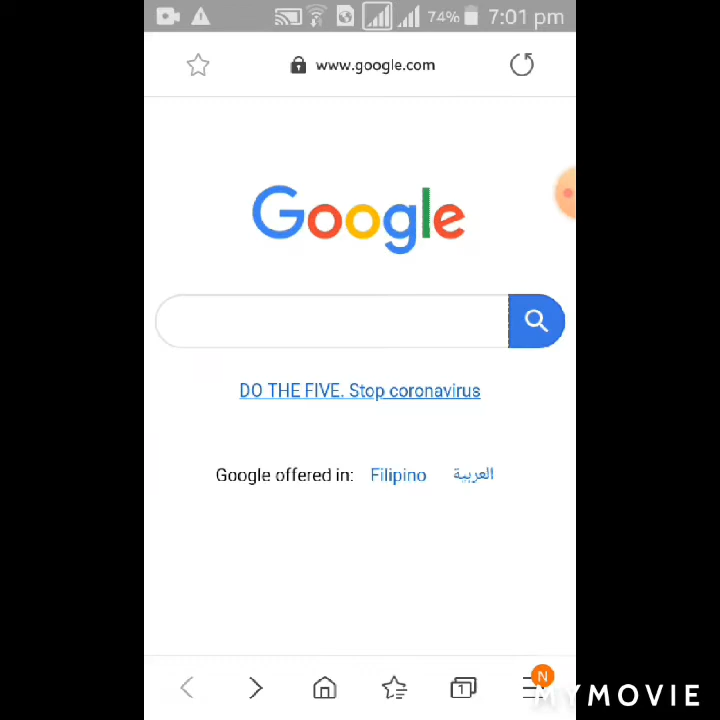 74% 7:01 pm
www.google.com
Google
DO THE FIVE. Stop coronavirus
Google offered in: Filipino العربية
1
N
MYMOVIE